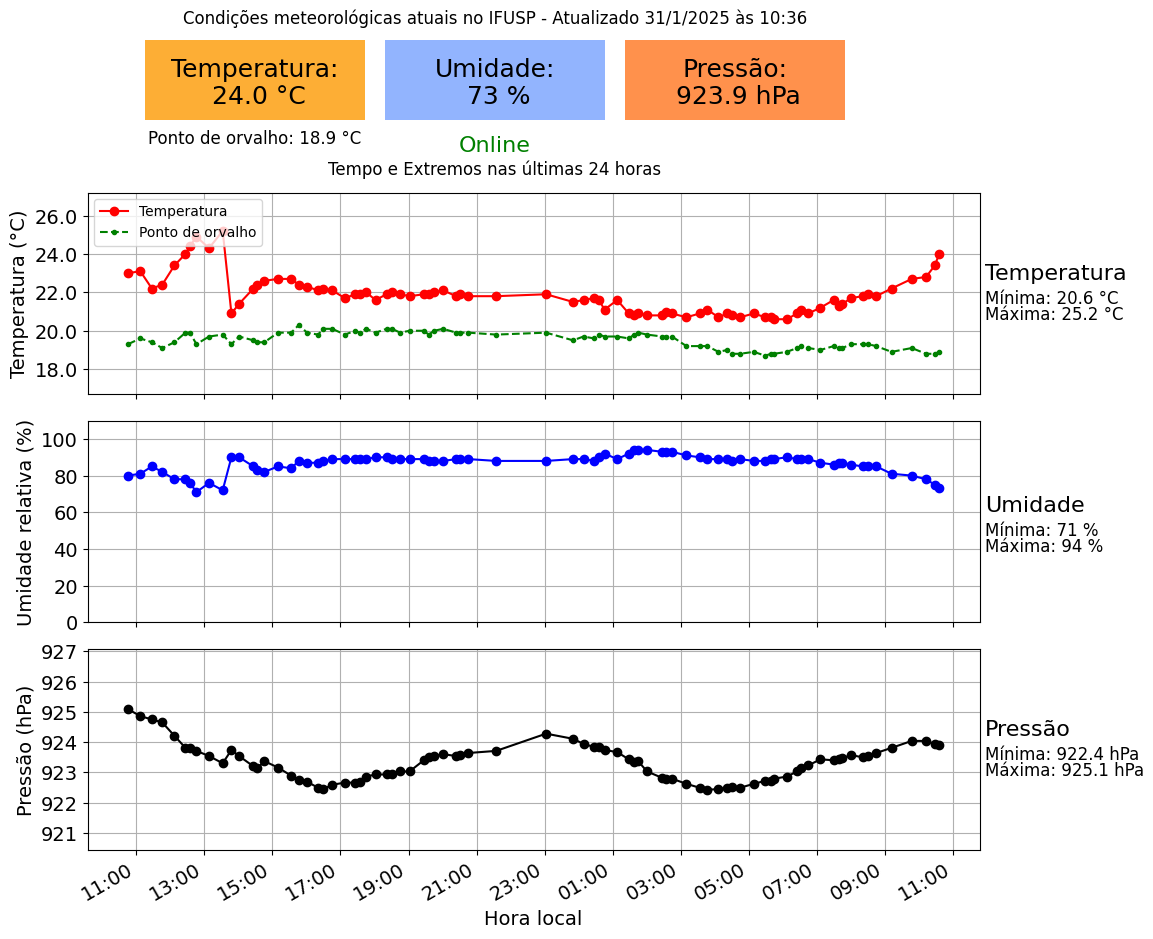 Condições meteorológicas atuais no IFUSP - Atualizado 31/1/2025 às 10:36
Temperatura:
24.0 °C
Umidade:
73 %
Pressão:
923.9 hPa
Ponto de orvalho: 18.9 °C
Online
Tempo e Extremos nas últimas 24 horas
Temperatura (°C)
26.0
24.0
22.0
20.0
18.0
Temperatura
Ponto de orvalho
Temperatura
Mínima: 20.6 °C
Máxima: 25.2 °C
Umidade relativa (%)
100
80
60
40
20
0
Umidade
Mínima: 71 %
Máxima: 94 %
Pressão (hPa)
927
926
925
924
923
922
921
Pressão
Mínima: 922.4 hPa
Máxima: 925.1 hPa
11:00 13:00 15:00 17:00 19:00 21:00 23:00 01:00 03:00 05:00 07:00 09:00 11:00
Hora local